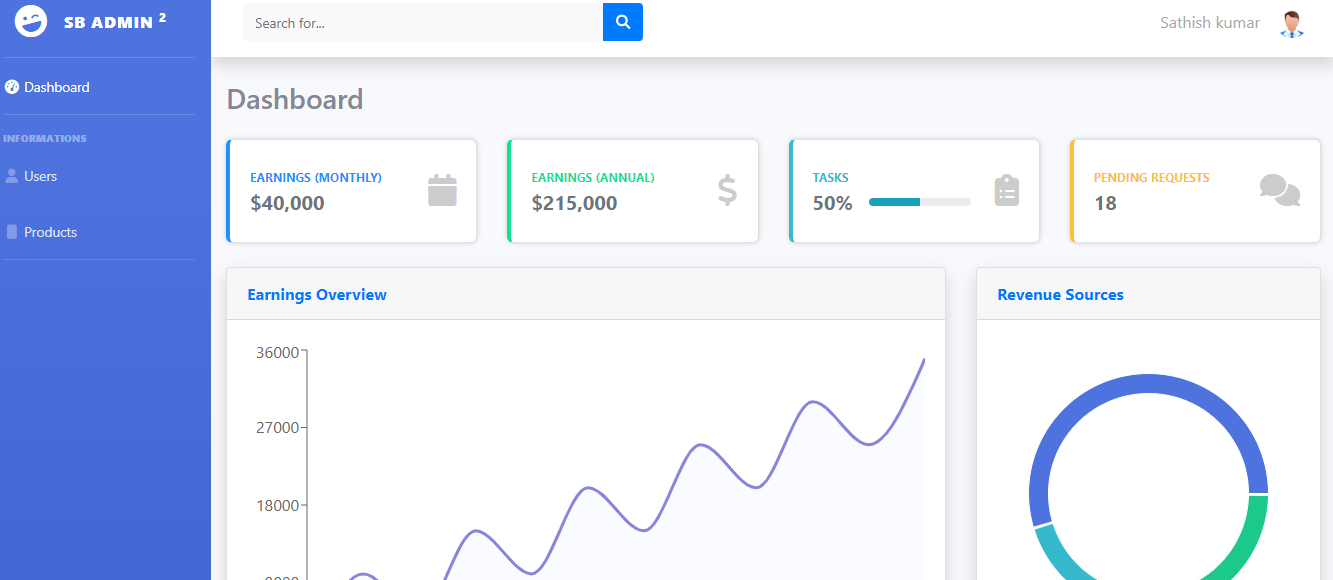 SB ADMIN 2
Search for...
Sathish kumar
Dashboard
INFORMATIONS
Users
Products
Dashboard
EARNINGS (MONTHLY)
$40,000
EARNINGS (ANNUAL)
$215,000
TASKS
50%
PENDING REQUESTS
18
Earnings Overview
36000
27000
18000
Revenue Sources